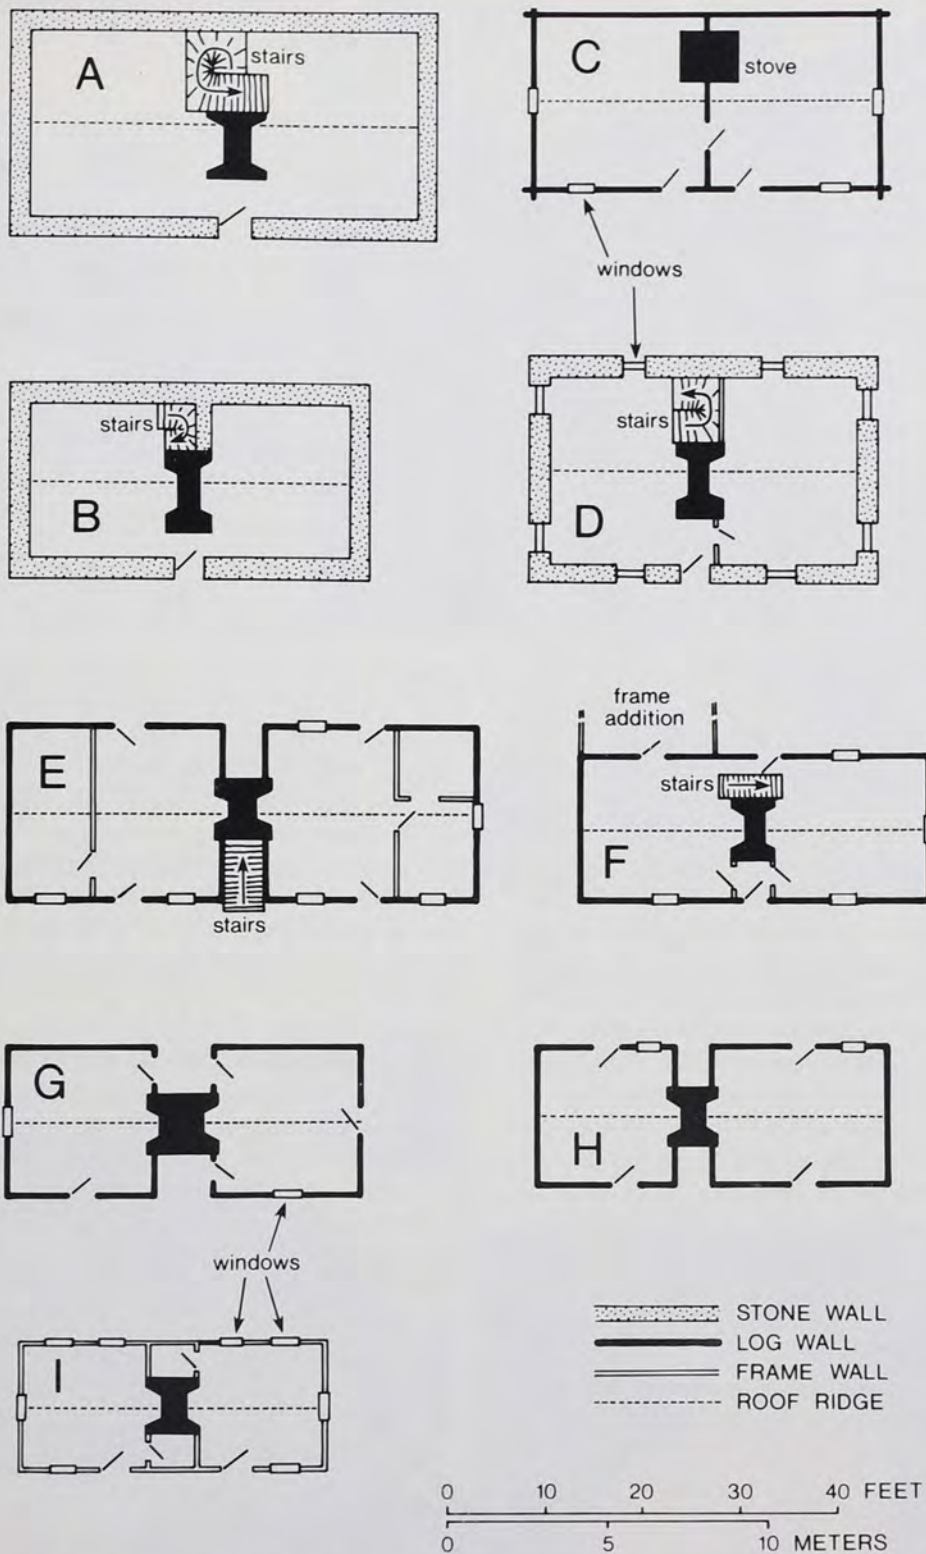 A
stairs
C
stove
windows
B
stairs
D
stairs
E
stairs
frame
addition
stairs
F
G
H
windows
I
STONE WALL
LOG WALL
FRAME WALL
ROOF RIDGE
0 10 20 30 40 FEET
0 5 10 METERS